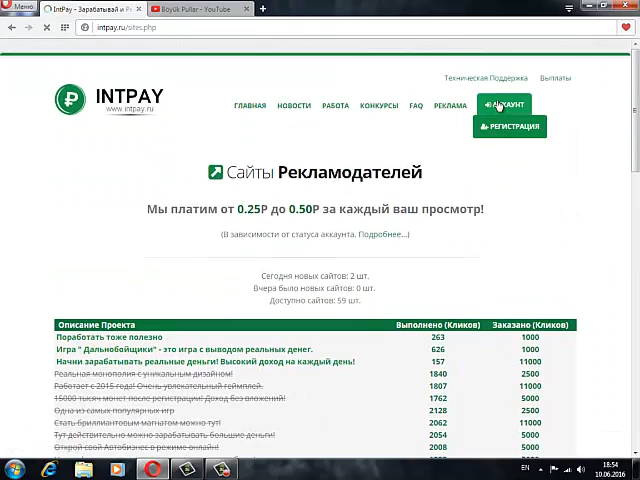 Меню
IntPay - Зарабатывай и Ре
Böyük Pullar - YouTube
intpay.ru/sites.php
Техническая Поддержка Выплаты
INTPAY
www.intpay.ru
ГЛАВНАЯ НОВОСТИ РАБОТА КОНКУРСЫ FAQ РЕКЛАМА
РЕГИСТРАЦИЯ
Сайты Рекламодателей
Мы платим от 0.25Р до 0.50Р за каждый ваш просмотр!
(В зависимости от статуса аккаунта. Подробнее...)
Сегодня новых сайтов: 2 шт.
Вчера было новых сайтов: 0 шт.
Доступно сайтов: 59 шт.
Описание Проекта Выполнено (Кликов) Заказано (Кликов)
Поработать тоже полезно 263 1000
Игра " Дальнобойщики" - это игра с выводом реальных денег. 626 1000
Начни зарабатывать реальные деньги! Высокий доход на каждый день! 157 11000
Реальная монополия с уникальным дизайном! 1840 2500
Работает с 2015 года! Очень увлекательный геймплей. 1807 11000
15000 тысяч монет после регистрации! Доход без вложений! 1762 5000
Одна из самых популярных игр 2128 2500
Стать бриллиантовым магнатом можно тут! 2062 11000
Тут действительно можно зарабатывать большие деньги! 2054 5000
Открой свой Автобизнес в режиме онлайн! 2008 5000
EN
18:54
10.06.2016